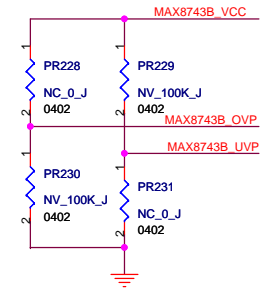 MAX8743B_VCC
1
1
PR228
PR229
NC_0_J
NV_100K_J
2
0402
2
0402
MAX8743B_OVP
MAX8743B_UVP
1
PR230
1
PR231
NV_100K_J
NC_0_J
2
0402
2
0402